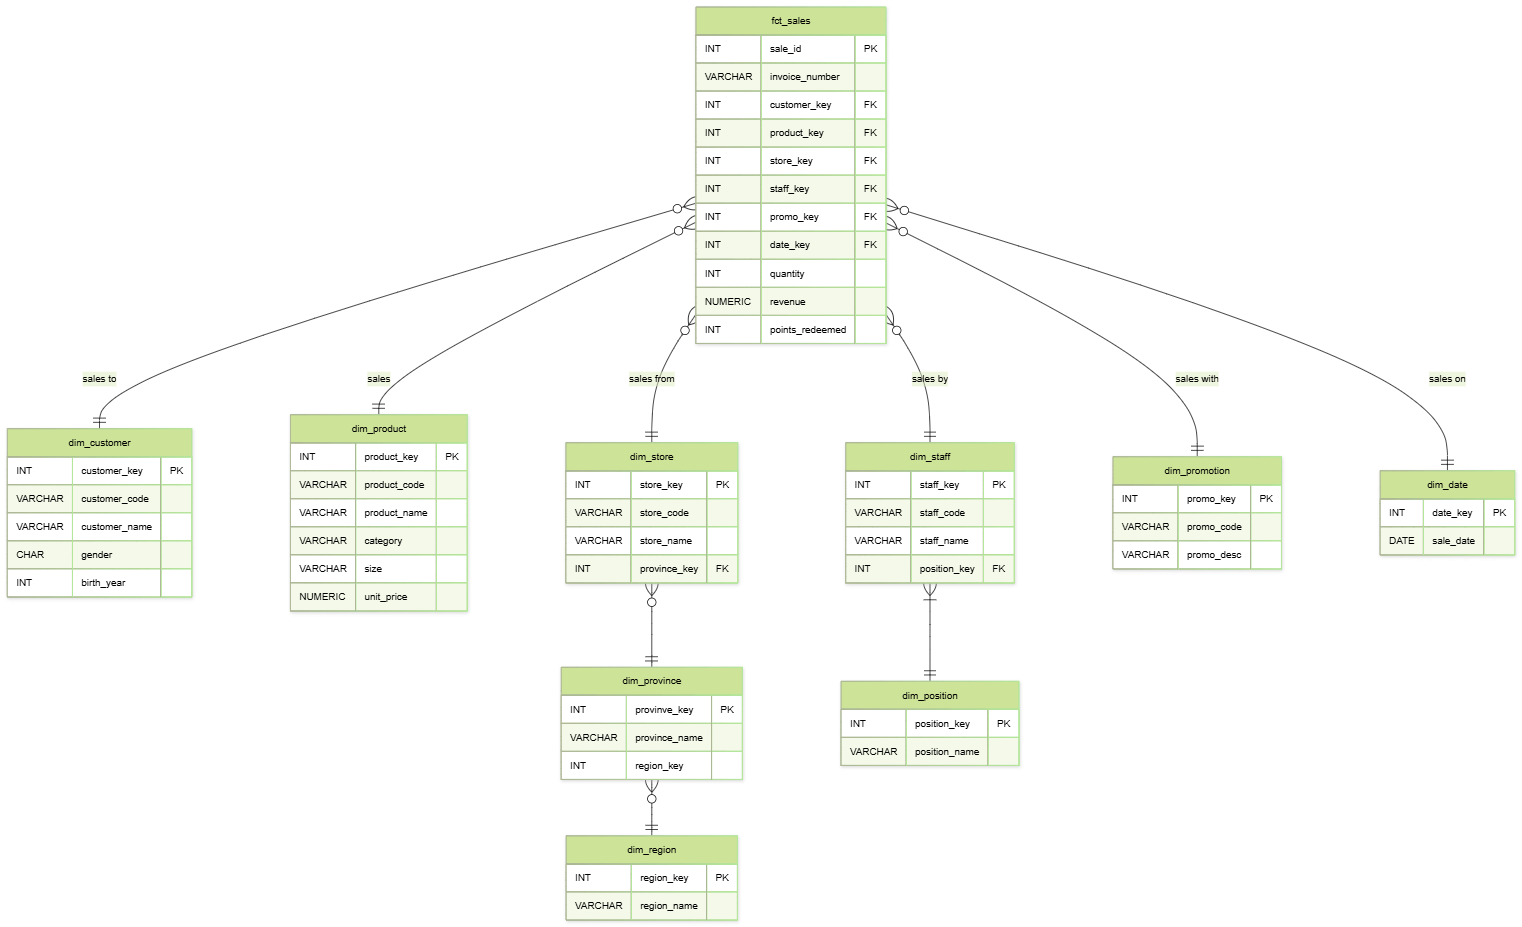 fct_sales
INT sale_id PK
VARCHAR invoice_number
INT customer_key FK
INT product_key FK
INT store_key FK
INT staff_key FK
INT promo_key FK
INT date_key FK
INT quantity
NUMERIC revenue
INT points_redeemed
sales to
sales
sales from
sales by
sales with
sales on
dim_customer
INT customer_key PK
VARCHAR customer_code
VARCHAR customer_name
CHAR gender
INT birth_year
dim_product
INT product_key PK
VARCHAR product_code
VARCHAR product_name
VARCHAR category
VARCHAR size
NUMERIC unit_price
dim_store
INT store_key PK
VARCHAR store_code
VARCHAR store_name
INT province_key FK
dim_staff
INT staff_key PK
VARCHAR staff_code
VARCHAR staff_name
INT position_key FK
dim_promotion
INT promo_key PK
VARCHAR promo_code
VARCHAR promo_desc
dim_date
INT date_key PK
DATE sale_date
dim_province
INT provinve_key PK
VARCHAR province_name
INT region_key
dim_position
INT position_key PK
VARCHAR position_name
dim_region
INT region_key PK
VARCHAR region_name